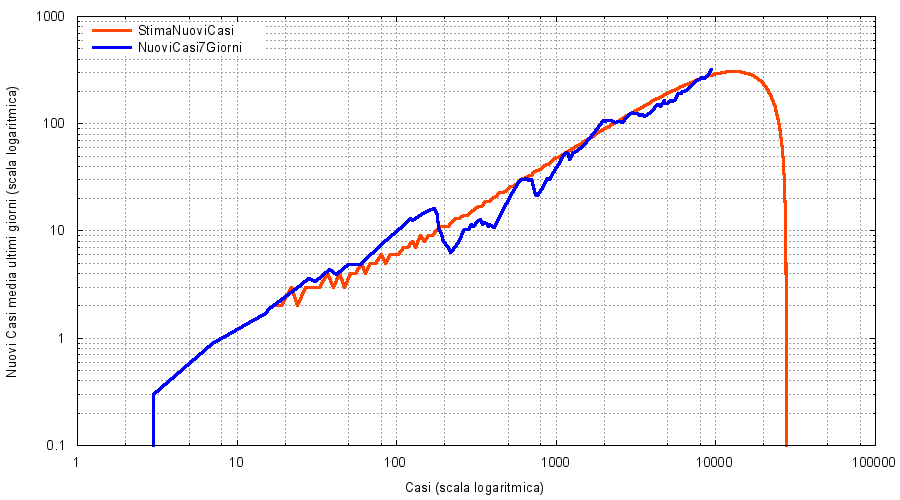 1000
StimaNuoviCasi
NuoviCasi7Giorni
100
10
1
0.1
1 10 100 1000 10000 100000
Nuovi Casi media ultimi giorni (scala logaritmica)
Casi (scala logaritmica)